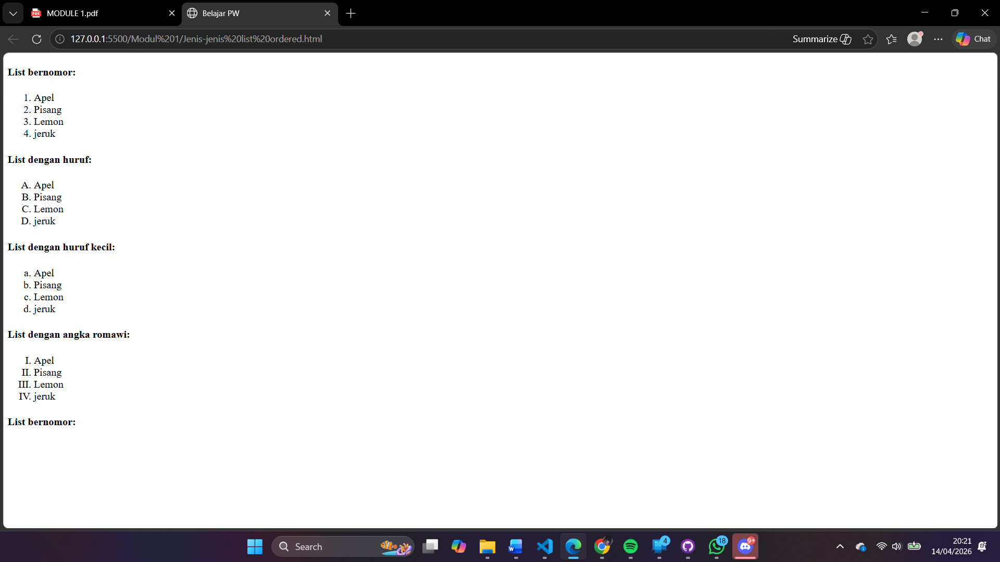 MODULE 1.pdf
Belajar PW
127.0.0.1:5500/Modul%201/Jenis-jenis%20list%20ordered.html
Summarize
Chat
List bernomor:
1. Apel
2. Pisang
3. Lemon
4. jeruk
List dengan huruf:
A. Apel
B. Pisang
C. Lemon
D. jeruk
List dengan huruf kecil:
a. Apel
b. Pisang
c. Lemon
d. jeruk
List dengan angka romawi:
I. Apel
II. Pisang
III. Lemon
IV. jeruk
List bernomor:
Search
4
18
9+
20:21
14/04/2026